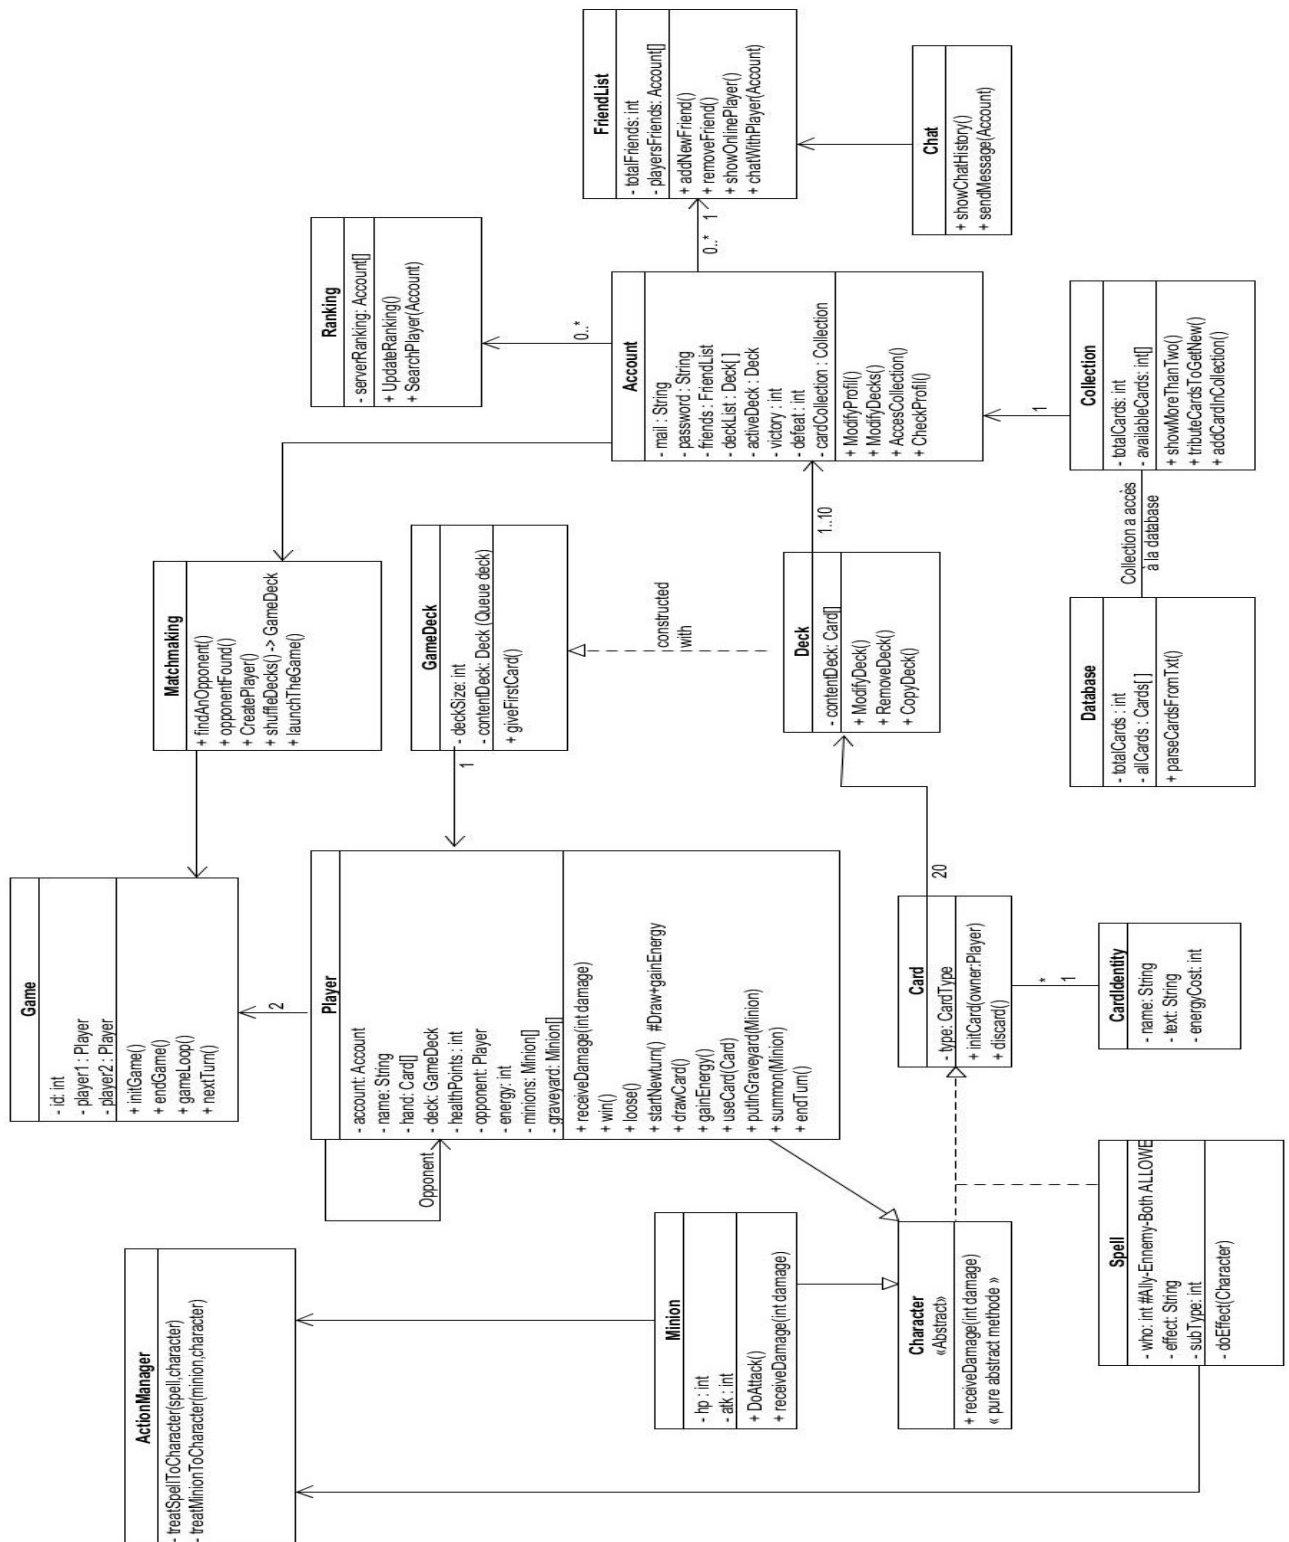 ActionManager
- treatSpellToCharacter(spell,character)
- treatMinionToCharacter(minion,character)
Game
- id: int
- player1 : Player
- player2 : Player
+ initGame()
+ endGame()
+ gameLoop()
+ nextTurn()
Matchmaking
+ findAnOpponent()
+ opponentFound()
+ CreatePlayer()
+ shuffleDecks() -> GameDeck
+ launchTheGame()
Ranking
- serverRanking: Account[]
+ UpdateRanking()
+ SearchPlayer(Account)
FriendList
- totalFriends: int
- playersFriends: Account[]
+ addNewFriend()
+ removeFriend()
+ showOnlinePlayer()
+ chatWithPlayer(Account)
2
Opponent
Player
- account: Account
- name: String
- hand: Card[]
- deck: GameDeck
- healthPoints : int
- opponent: Player
- energy: int
- minions: Minion[]
- graveyard: Minion[]
+ receiveDamage(int damage)
+ win()
+ loose()
+ startNewturn() #Draw+gainEnergy
+ drawCard()
+ gainEnergy()
+ useCard(Card)
+ puthGraveyard(Minion)
+ summon(Minion)
+ endTurn()
1
GameDeck
- deckSize: int
- contentDeck: Deck (Queue deck)
+ giveFirstCard()
constructed
with
0..*
0..*
1
Account
- mail : String
- password : String
- friends : FriendList
- deckList : Deck[ ]
- activeDeck : Deck
- victory : int
- defeat : int
- cardCollection : Collection
+ ModifyProfil()
+ ModifyDecks()
+ AccesCollection()
+ CheckProfil()
Chat
+ showChatHistory()
+ sendMessage(Account)
Minion
- hp : int
- atk : int
+ DoAttack()
+ receiveDamage(int damage)
Deck
- contentDeck: Card[]
+ ModifyDeck()
+ RemoveDeck()
+ CopyDeck()
1..10
1
Character
«Abstract»
+ receiveDamage(int damage)
« pure abstract methode »
Card
- type: CardType
+ initCard(owner:Player)
+ discard()
20
*
1
Spell
- who: int #Ally-Ennemy-Both ALLOWE
- effect: String
- subType: int
- doEffect(Character)
CardIdentity
- name: String
- text: String
- energyCost: int
Database
- totalCards : int
- allCards : Cards[ ]
+ parseCardsFromTxt()
Collection a accès
à la database
Collection
- totalCards: int
- availableCards: int[]
+ showMoreThanTwo()
+ tributeCardsToGetNew()
+ addCardInCollection()